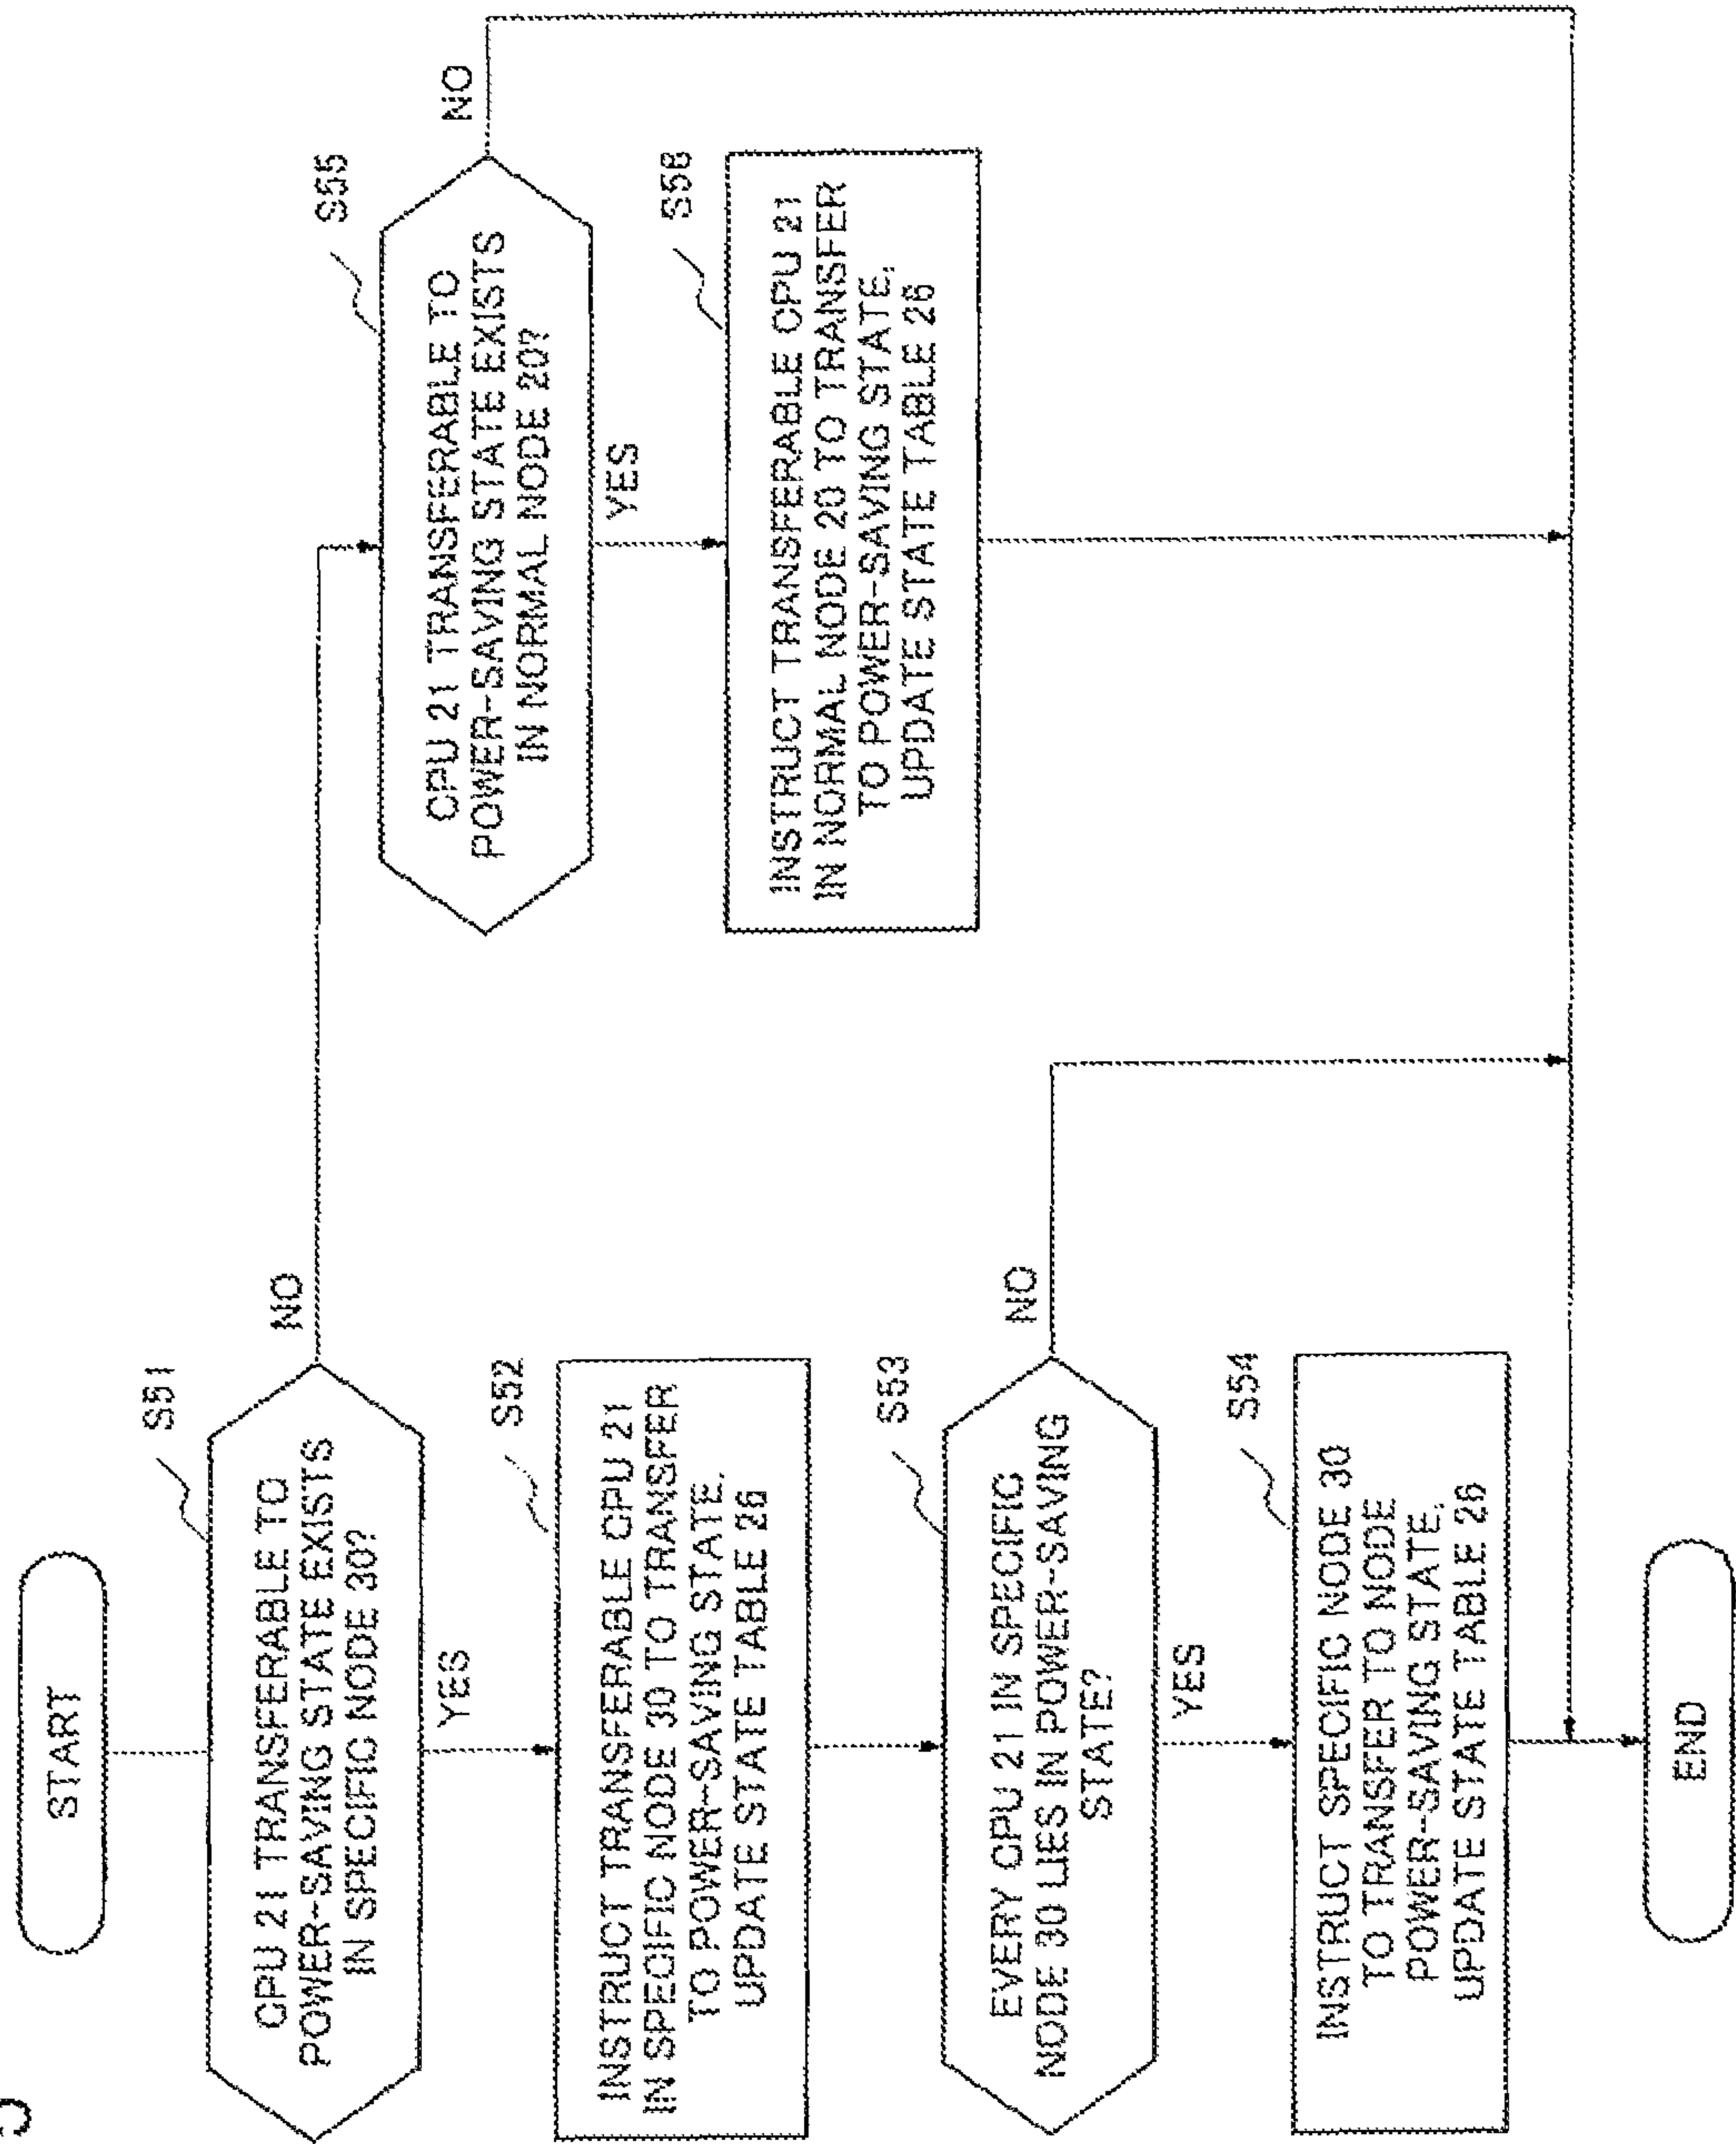 START
S51
CPU 21 TRANSFERABLE TO
POWER-SAVING STATE EXISTS
IN SPECIFIC NODE 30?
NO
YES
S52
INSTRUCT TRANSFERABLE CPU 21
IN SPECIFIC NODE 30 TO TRANSFER
TO POWER-SAVING STATE.
UPDATE STATE TABLE 26
S53
EVERY CPU 21 IN SPECIFIC
NODE 30 LIES IN POWER-SAVING
STATE?
NO
YES
S54
INSTRUCT SPECIFIC NODE 30
TO TRANSFER TO NODE
POWER-SAVING STATE.
UPDATE STATE TABLE 26
END
S55
CPU 21 TRANSFERABLE TO
POWER-SAVING STATE EXISTS
IN NORMAL NODE 20?
NO
YES
S56
INSTRUCT TRANSFERABLE CPU 21
IN NORMAL NODE 20 TO TRANSFER
TO POWER-SAVING STATE.
UPDATE STATE TABLE 26